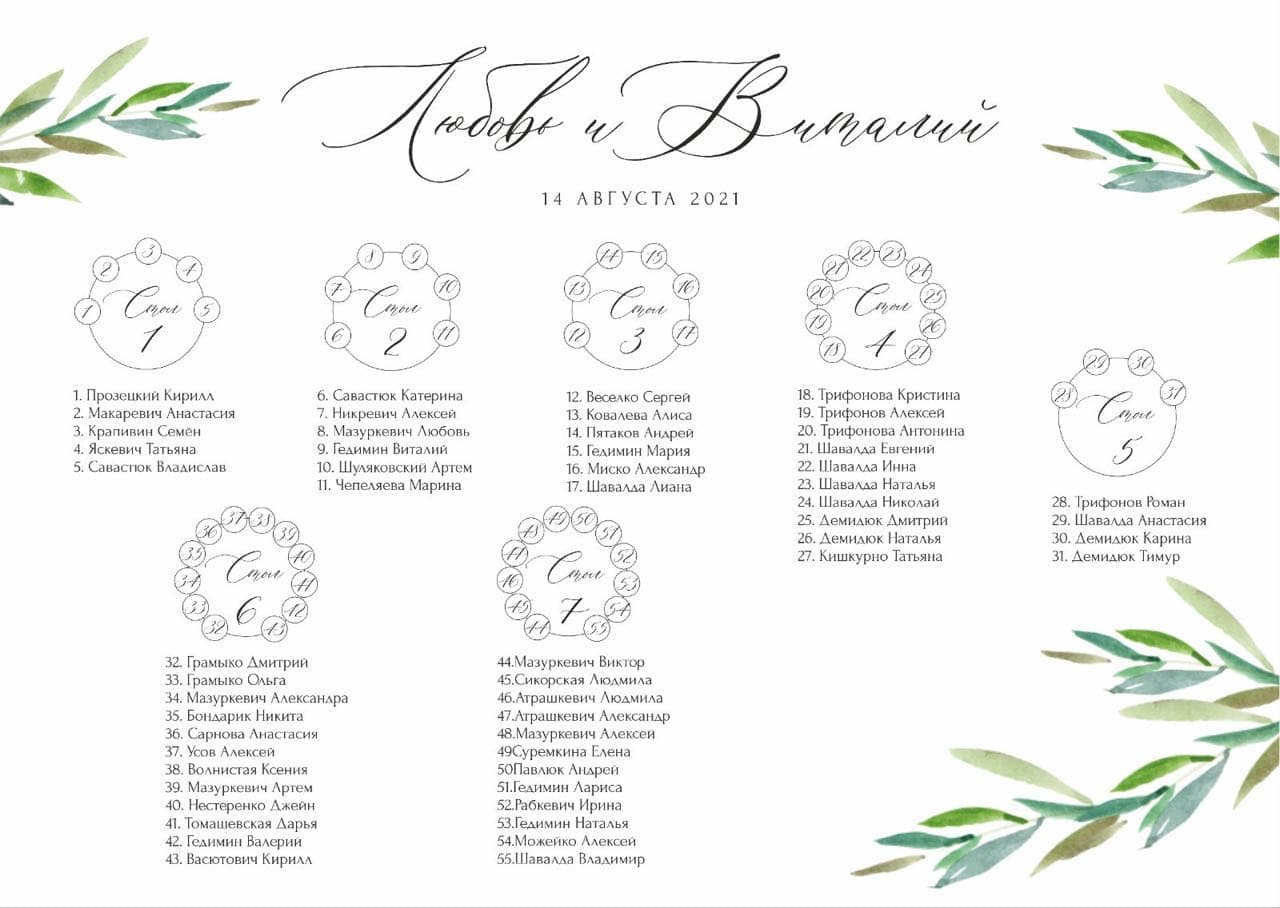 Любовь и Виталий
14 АВГУСТА 2021
3
2
4
1
5
Стол
1
1. Прозецкий Кирилл
2. Макаревич Анастасия
3. Крапивин Семён
4. Яскевич Татьяна
5. Савастюк Владислав
8
9
7
10
6
11
Стол
2
6. Савастюк Катерина
7. Никревич Алексей
8. Мазуркевич Любовь
9. Гедимин Виталий
10. Шуляковский Артем
11. Чепеляева Марина
14
15
13
16
12
17
Стол
3
12. Веселко Сергей
13. Ковалева Алиса
14. Пятаков Андрей
15. Гедимин Мария
16. Миско Александр
17. Шавалда Лиана
22
23
21
24
20
25
19
26
18
27
Стол
4
18. Трифонова Кристина
19. Трифонов Алексей
20. Трифонова Антонина
21. Шавалда Евгений
22. Шавалда Инна
23. Шавалда Наталья
24. Шавалда Николай
25. Демидюк Дмитрий
26. Демидюк Наталья
27. Кишкурно Татьяна
29
30
28
31
Стол
5
28. Трифонов Роман
29. Шавалда Анастасия
30. Демидюк Карина
31. Демидюк Тимур
37
38
36
39
35
40
34
41
33
42
32
43
Стол
6
32. Грамыко Дмитрий
33. Грамыко Ольга
34. Мазуркевич Александра
35. Бондарик Никита
36. Сарнова Анастасия
37. Усов Алексей
38. Волнистая Ксения
39. Мазуркевич Артем
40. Нестеренко Джейн
41. Томашевская Дарья
42. Гедимин Валерий
43. Васютович Кирилл
49
50
48
51
52
46
53
45
54
44
55
Стол
7
44.Мазуркевич Виктор
45.Сикорская Людмила
46.Атрашкевич Людмила
47.Атрашкевич Александр
48.Мазуркевич Алексей
49Суремкина Елена
50Павлюк Андрей
51.Гедимин Лариса
52.Рабкевич Ирина
53.Гедимин Наталья
54.Можейко Алексей
55.Шавалда Владимир